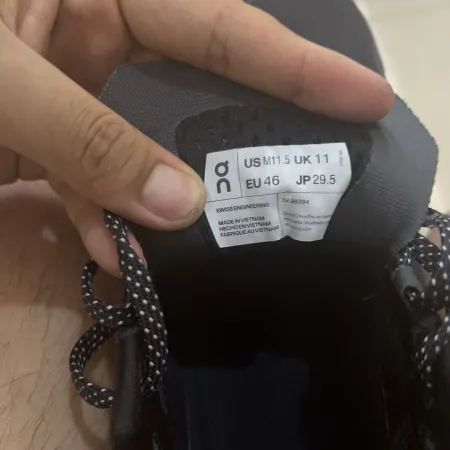 on
US M11.5 UK 11
EU 46 JP 29.5
SWISS ENGINEERING
MADE IN VIETNAM
HECHO EN VIETNAM
FABRIQUÉ AU VIETNAM